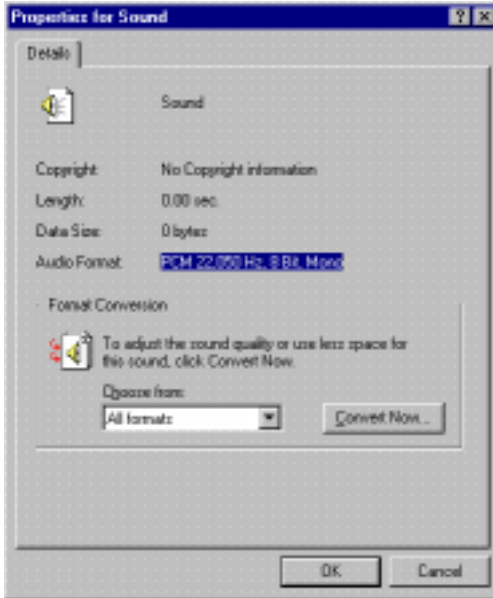 Properties for Sound
Details
Sound
Copyright: No Copyright information
Length: 0.00 sec.
Data Size: 0 bytes
Audio Format: PCM 22,050 Hz, 8 Bit, Mono
Format Conversion
To adjust the sound quality or use less space for
this sound, click Convert Now.
Choose from:
All formats
Convert Now...
OK Cancel